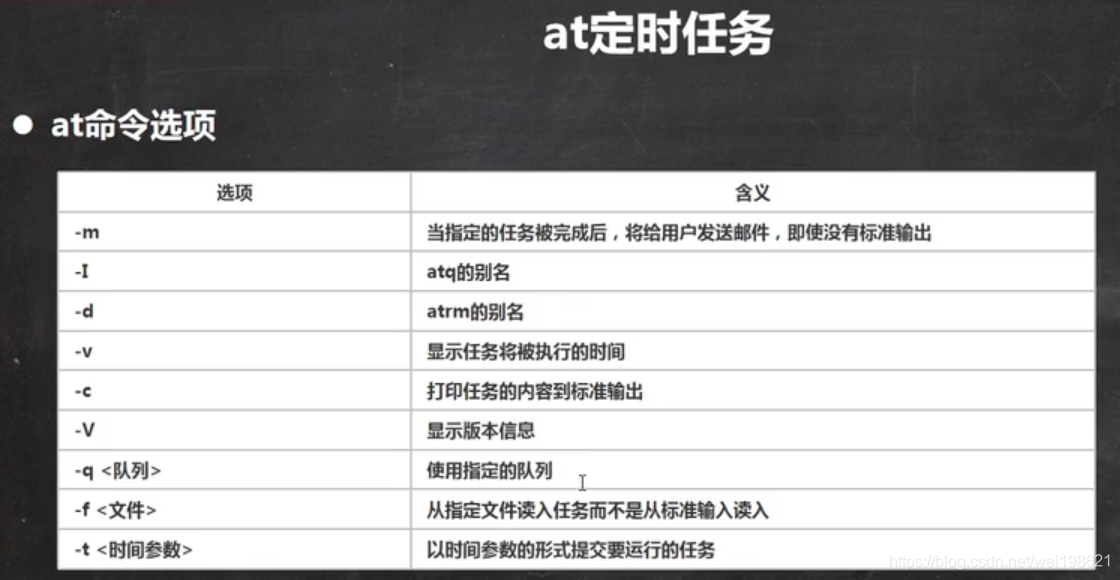 at定时任务
● at命令选项
选项 含义
-m 当指定的任务被完成后，将给用户发送邮件，即使没有标准输出
-I atq的别名
-d atrm的别名
-v 显示任务将被执行的时间
-c 打印任务的内容到标准输出
-V 显示版本信息
-q <队列> 使用指定的队列
-f <文件> 从指定文件读入任务而不是从标准输入读入
-t <时间参数> 以时间参数的形式提交要运行的任务
https://blog.csdn.net/wei198621